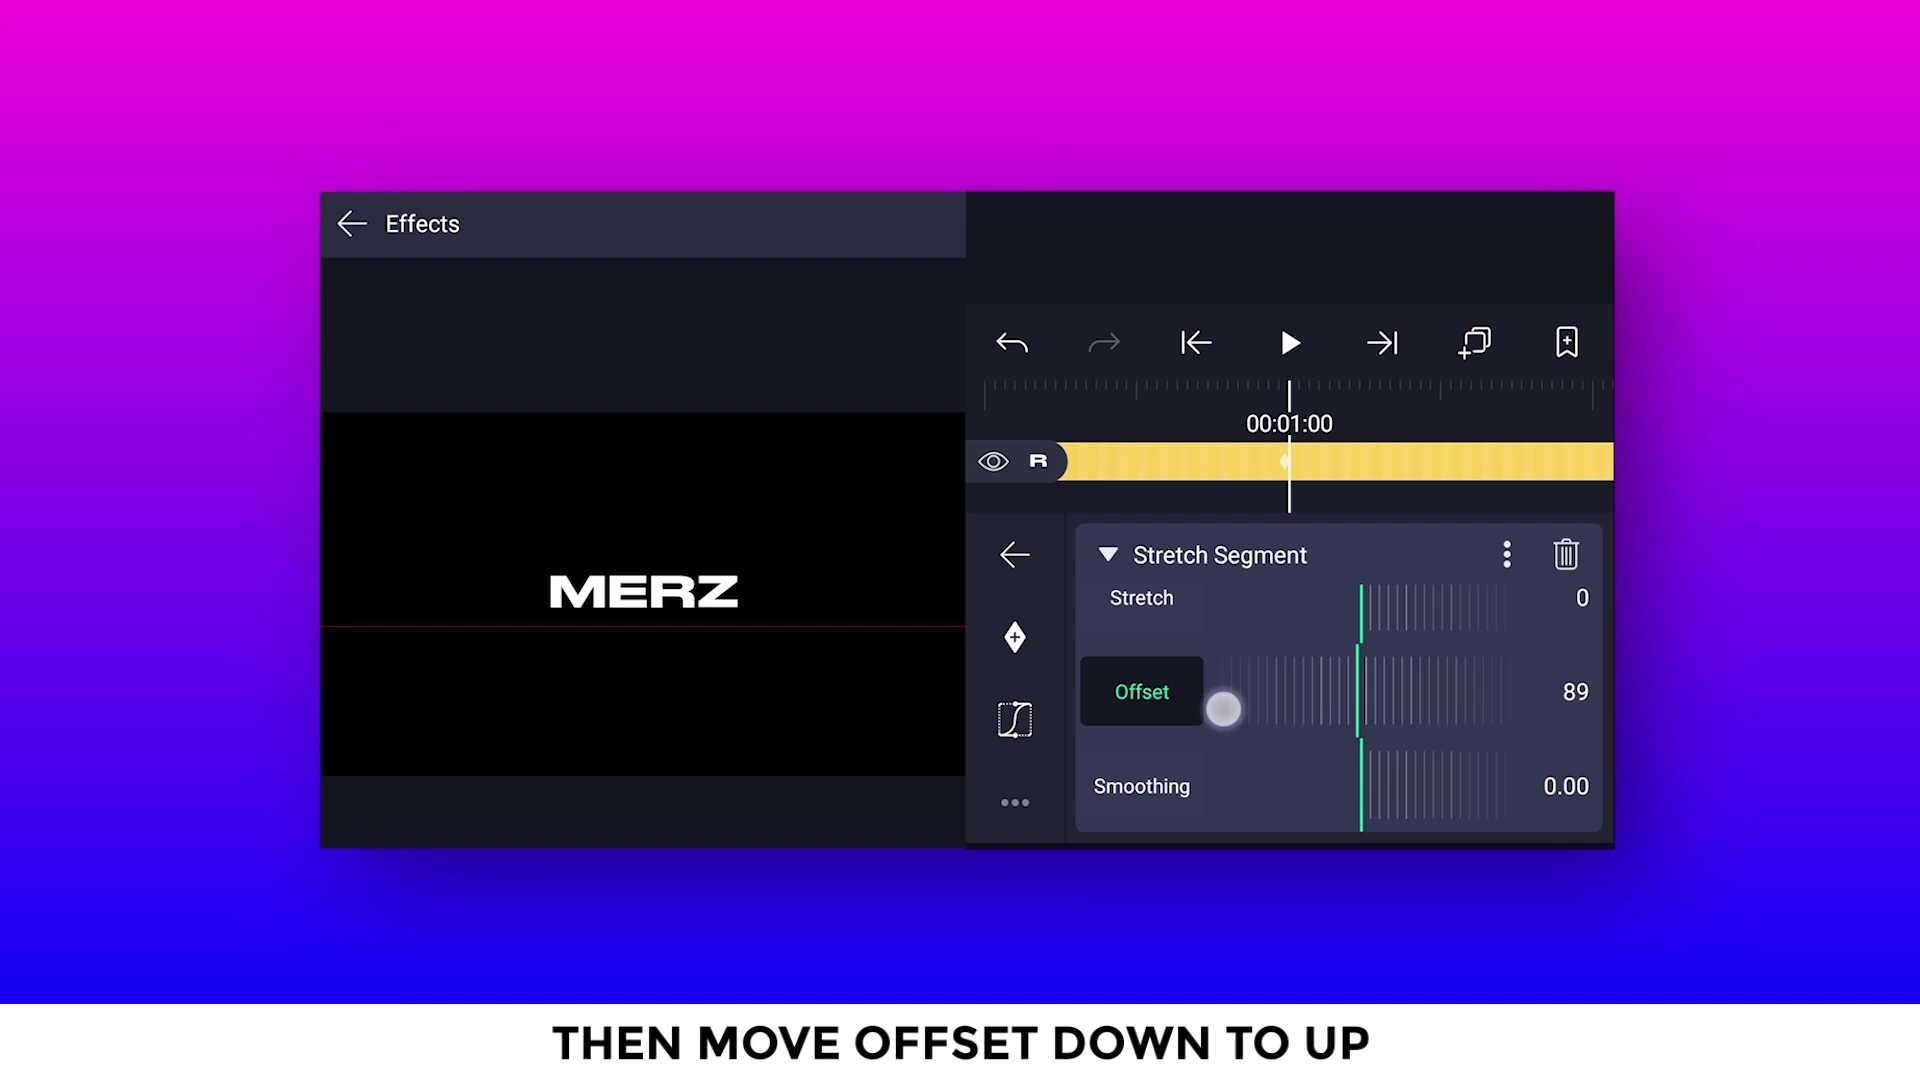 Effects
00:01:00
R
Stretch Segment
Stretch 0
MERZ
Offset 89
Smoothing 0.00
THEN MOVE OFFSET DOWN TO UP